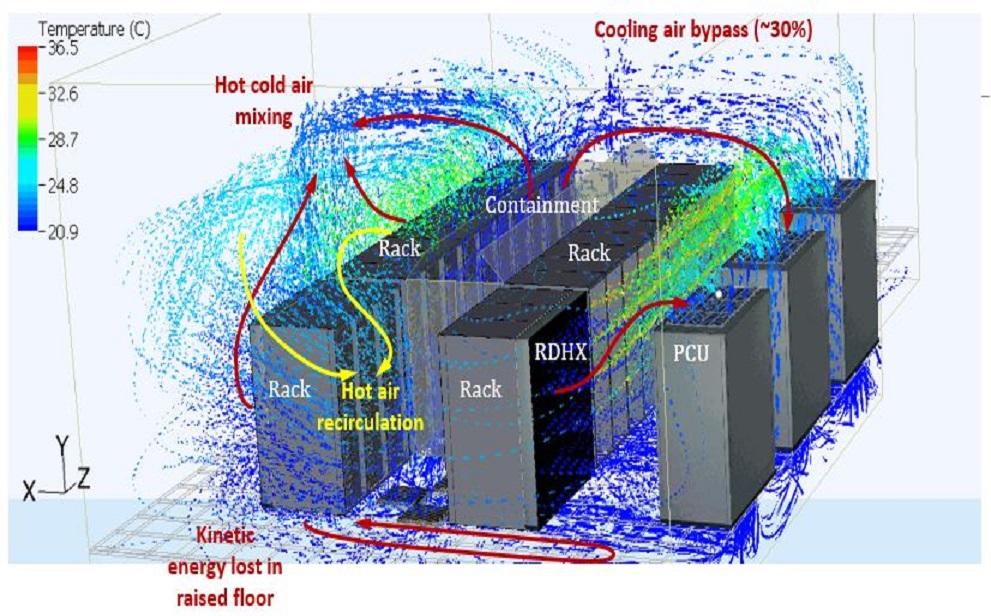 Temperature (C)
36.5
32.6
28.7
24.8
20.9
Cooling air bypass (~30%)
Hot cold air
mixing
Containment
Rack
Rack
RDHX
PCU
Rack
Rack
Hot air
recirculation
Y
X
Z
Kinetic
energy lost in
raised floor